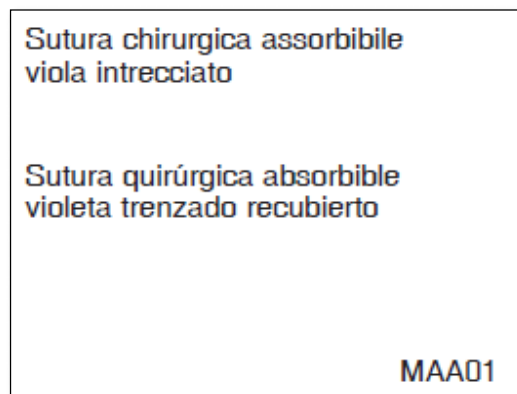 Sutura chirurgica assorbibile
viola intrecciato
Sutura quirúrgica absorbible
violeta trenzado recubierto
MAA01